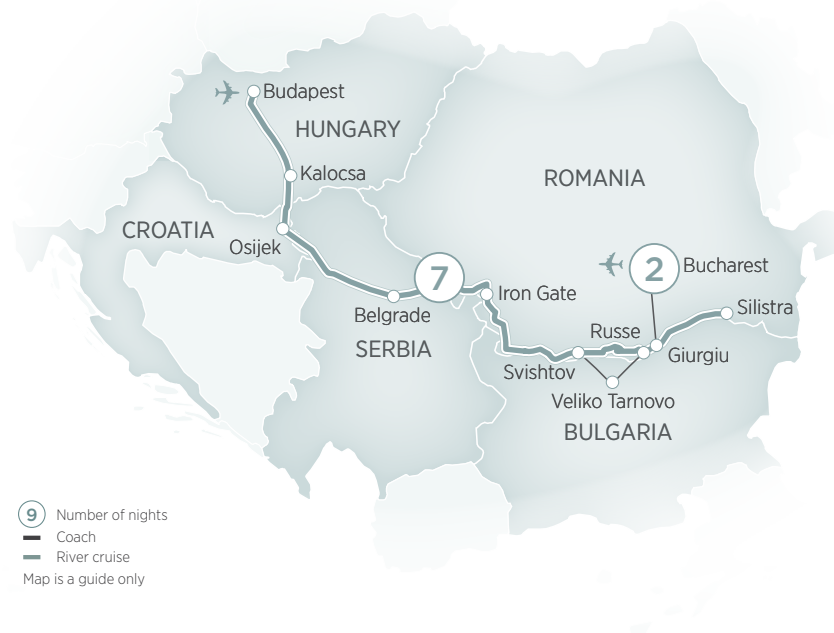 Budapest
HUNGARY
Kalocsa
ROMANIA
CROATIA
Osijek
7
2
Bucharest
Iron Gate
Silistra
Belgrade
Russe
SERBIA
Giurgiu
Svishtov
Veliko Tarnovo
BULGARIA
9 Number of nights
Coach
River cruise
Map is a guide only